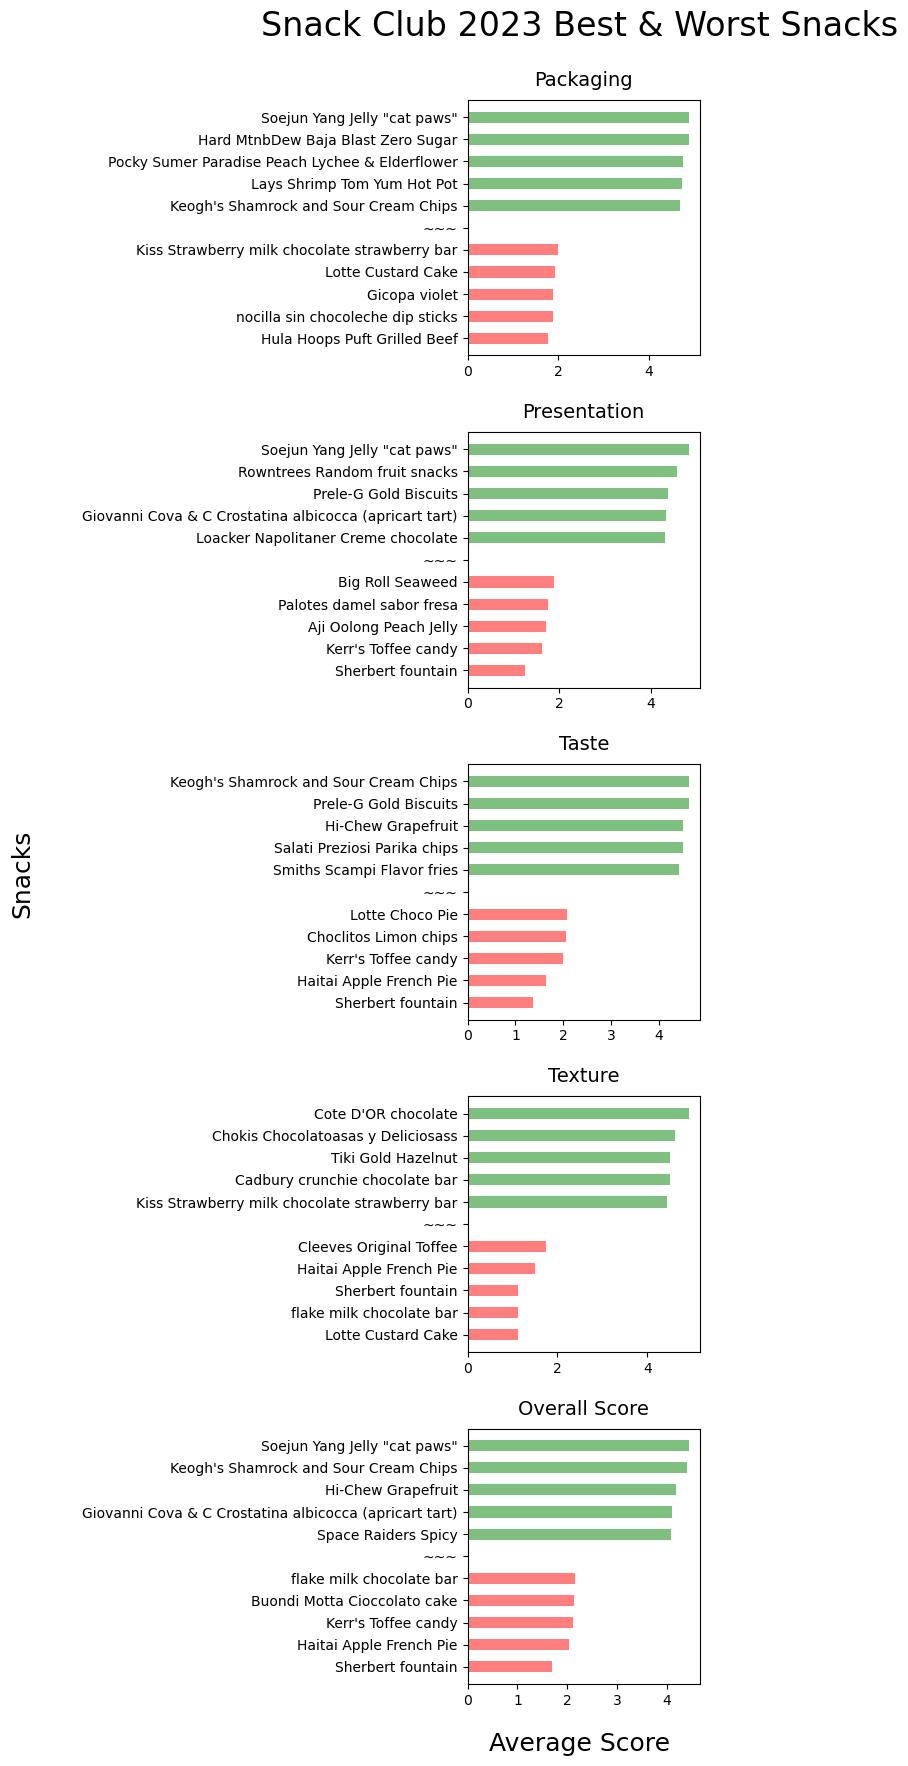 Snack Club 2023 Best & Worst Snacks
Packaging
Soejun Yang Jelly "cat paws"
Hard MtnbDew Baja Blast Zero Sugar
Pocky Sumer Paradise Peach Lychee & Elderflower
Lays Shrimp Tom Yum Hot Pot
Keogh's Shamrock and Sour Cream Chips
~~~
Kiss Strawberry milk chocolate strawberry bar
Lotte Custard Cake
Gicopa violet
nocilla sin chocoleche dip sticks
Hula Hoops Puft Grilled Beef
0 2 4
Presentation
Soejun Yang Jelly "cat paws"
Rowntrees Random fruit snacks
Prele-G Gold Biscuits
Giovanni Cova & C Crostatina albicocca (apricart tart)
Loacker Napolitaner Creme chocolate
~~~
Big Roll Seaweed
Palotes damel sabor fresa
Aji Oolong Peach Jelly
Kerr's Toffee candy
Sherbert fountain
0 2 4
Taste
Keogh's Shamrock and Sour Cream Chips
Prele-G Gold Biscuits
Hi-Chew Grapefruit
Salati Preziosi Parika chips
Smiths Scampi Flavor fries
~~~
Lotte Choco Pie
Choclitos Limon chips
Kerr's Toffee candy
Haitai Apple French Pie
Sherbert fountain
0 1 2 3 4
Snacks
Texture
Cote D'OR chocolate
Chokis Chocolatoasas y Deliciosass
Tiki Gold Hazelnut
Cadbury crunchie chocolate bar
Kiss Strawberry milk chocolate strawberry bar
~~~
Cleeves Original Toffee
Haitai Apple French Pie
Sherbert fountain
flake milk chocolate bar
Lotte Custard Cake
0 2 4
Overall Score
Soejun Yang Jelly "cat paws"
Keogh's Shamrock and Sour Cream Chips
Hi-Chew Grapefruit
Giovanni Cova & C Crostatina albicocca (apricart tart)
Space Raiders Spicy
~~~
flake milk chocolate bar
Buondi Motta Cioccolato cake
Kerr's Toffee candy
Haitai Apple French Pie
Sherbert fountain
0 1 2 3 4
Average Score